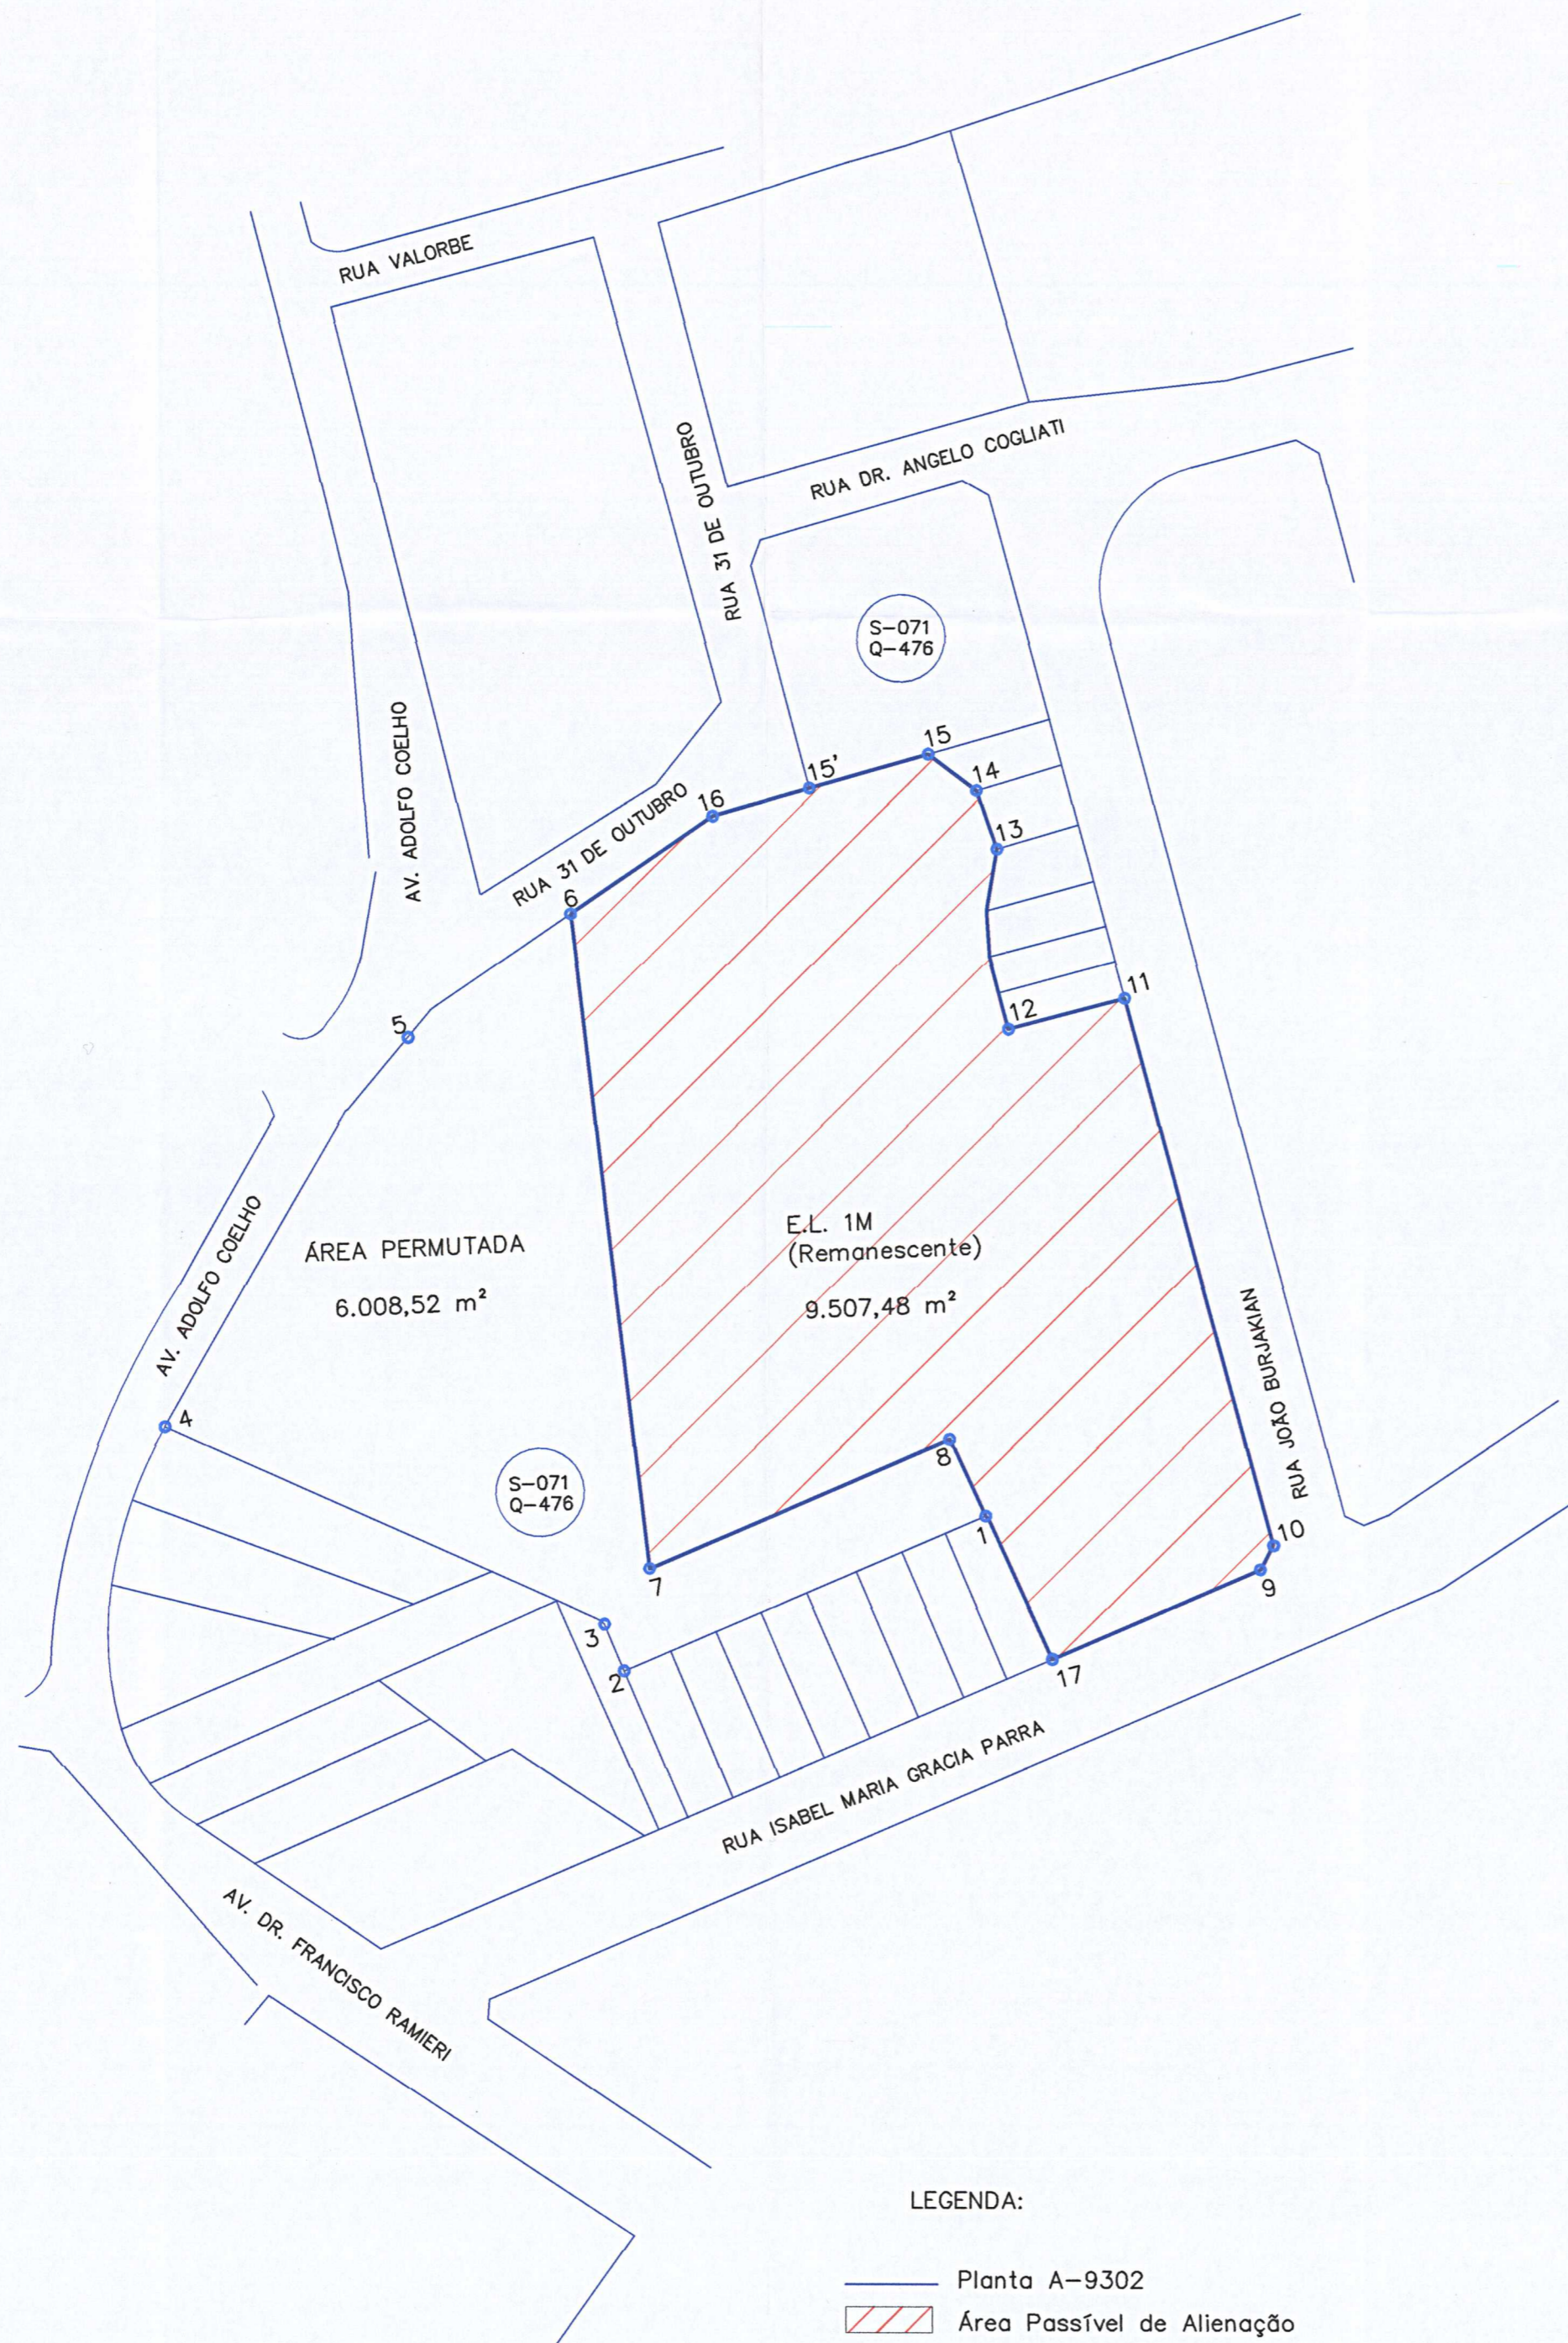 RUA VALORBE
RUA 31 DE OUTUBRO
RUA DR. ANGELO COGLIATI
S-071
Q-476
AV. ADOLFO COELHO
RUA 31 DE OUTUBRO
15
15'
14
16
13
6
11
12
5
AV. ADOLFO COELHO
ÁREA PERMUTADA
6.008,52 m²
E.L. 1M
(Remanescente)
9.507,48 m²
RUA JOÃO BURJAKIAN
4
8
S-071
Q-476
1
10
9
7
3
2
17
RUA ISABEL MARIA GRACIA PARRA
AV. DR. FRANCISCO RAMIERI
LEGENDA:
Planta A-9302
Área Passível de Alienação